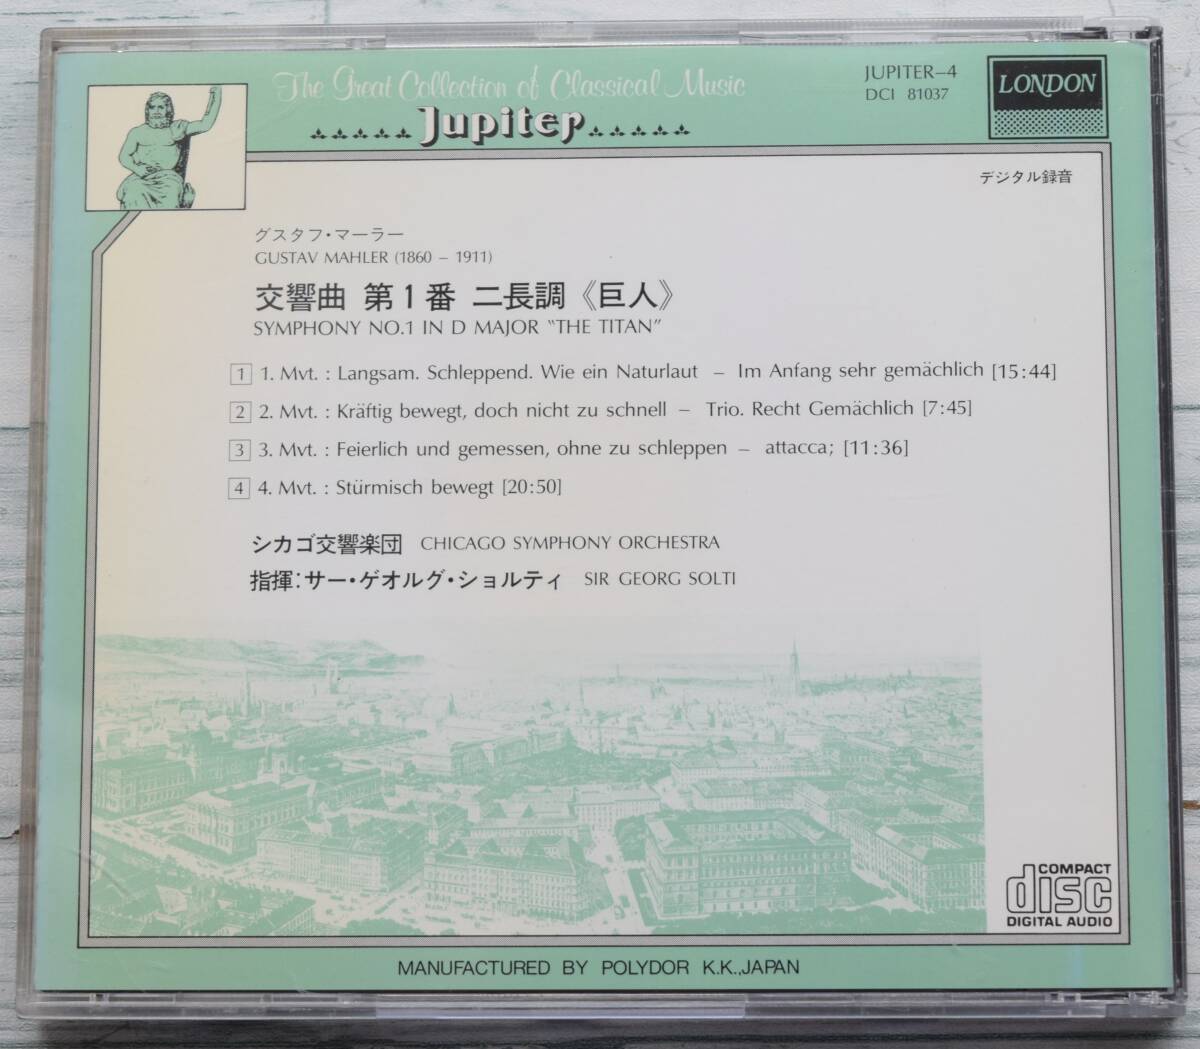 The Great Collection of Classical Music
Jupiter
JUPITER–4
DCI 81037
LONDON
デジタル録音
グスタフ・マーラー
GUSTAV MAHLER (1860 – 1911)
交響曲 第1番 二長調《巨人》
SYMPHONY NO.1 IN D MAJOR “THE TITAN”
1 1. Mvt. : Langsam. Schleppend. Wie ein Naturlaut – Im Anfang sehr gemächlich [15:44]
2 2. Mvt. : Kräftig bewegt, doch nicht zu schnell – Trio. Recht Gemächlich [7:45]
3 3. Mvt. : Feierlich und gemessen, ohne zu schleppen – attacca; [11:36]
4 4. Mvt. : Stürmisch bewegt [20:50]
シカゴ交響楽団 CHICAGO SYMPHONY ORCHESTRA
指揮:サー・ゲオルグ・ショルティ SIR GEORG SOLTI
COMPACT
disc
DIGITAL AUDIO
MANUFACTURED BY POLYDOR K.K.,JAPAN